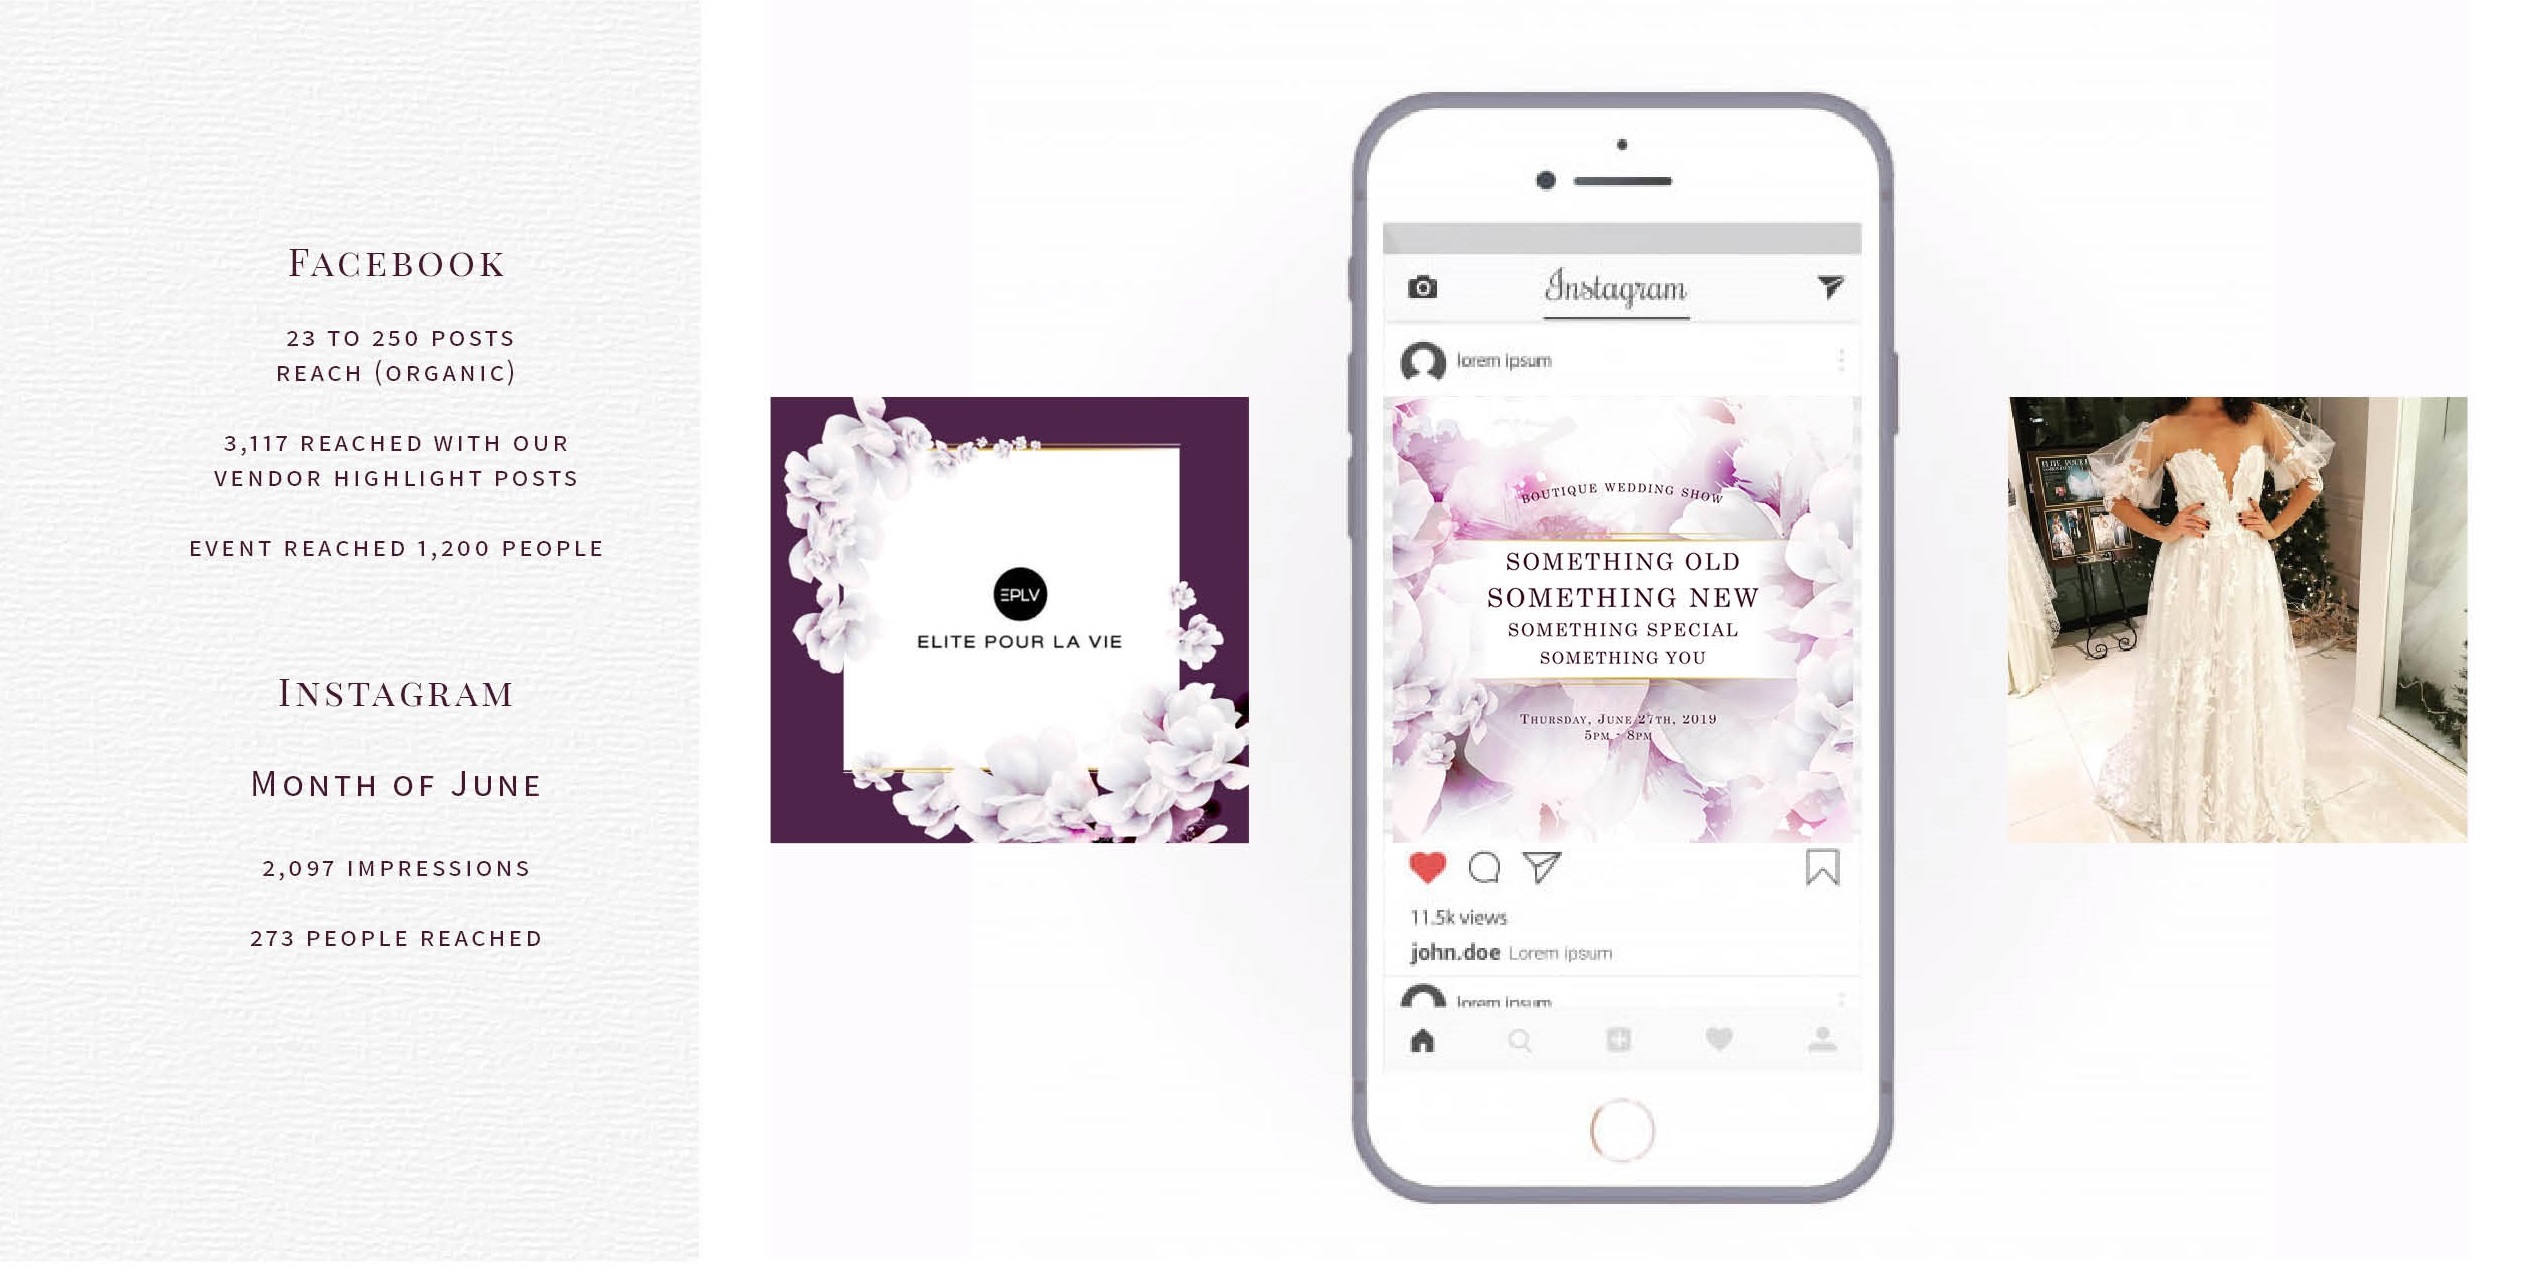 Facebook
23 TO 250 POSTS
REACH (ORGANIC)
3,117 REACHED WITH OUR
VENDOR HIGHLIGHT POSTS
EVENT REACHED 1,200 PEOPLE
Instagram
Month of June
2,097 IMPRESSIONS
273 PEOPLE REACHED
EPLV
ELITE POUR LA VIE
Instagram
lorem ipsum
BOUTIQUE WEDDING SHOW
SOMETHING OLD
SOMETHING NEW
SOMETHING SPECIAL
SOMETHING YOU
Thursday, June 27th, 2019
5pm - 8pm
11.5k views
john.doe Lorem ipsum
lorem ipsum